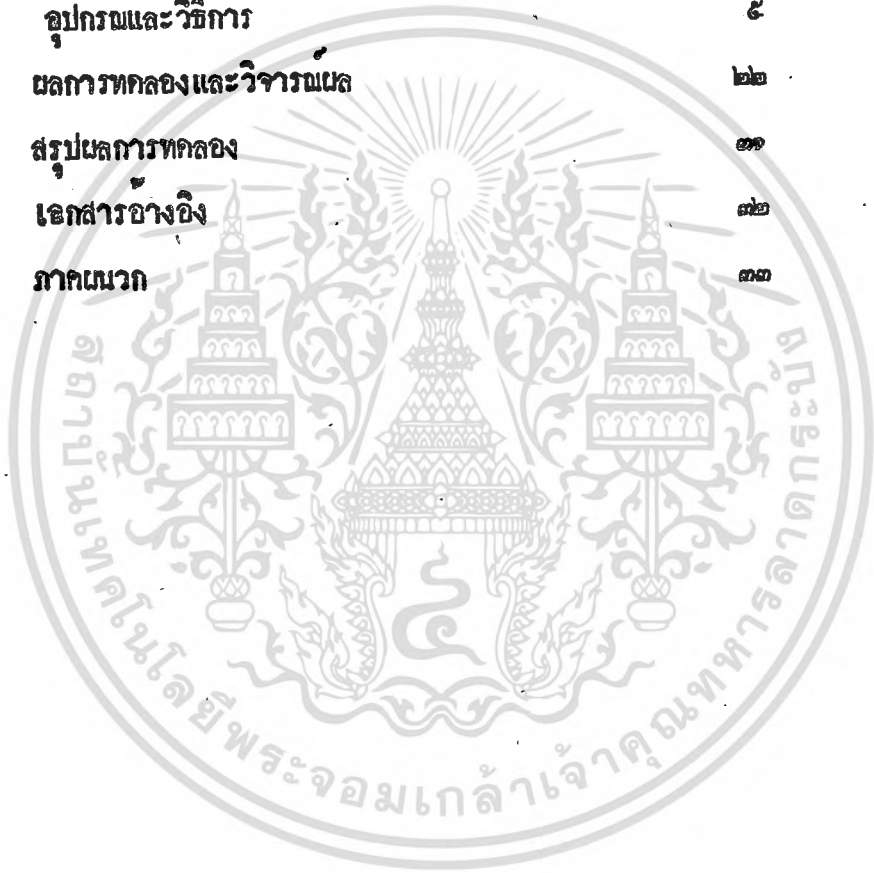 อุปกรณและวิธีการ ๕
ผลการทดลองและวิจารณผล ๒๒
สรุปผลการทดลอง ๓๑
เอกสารอ้างอิง ๓๒
ภาคผนวก ๓๓
สถาบันเทคโนโลยีพระจอมเกล้าเจ้าคุณทหารลาดกระบัง